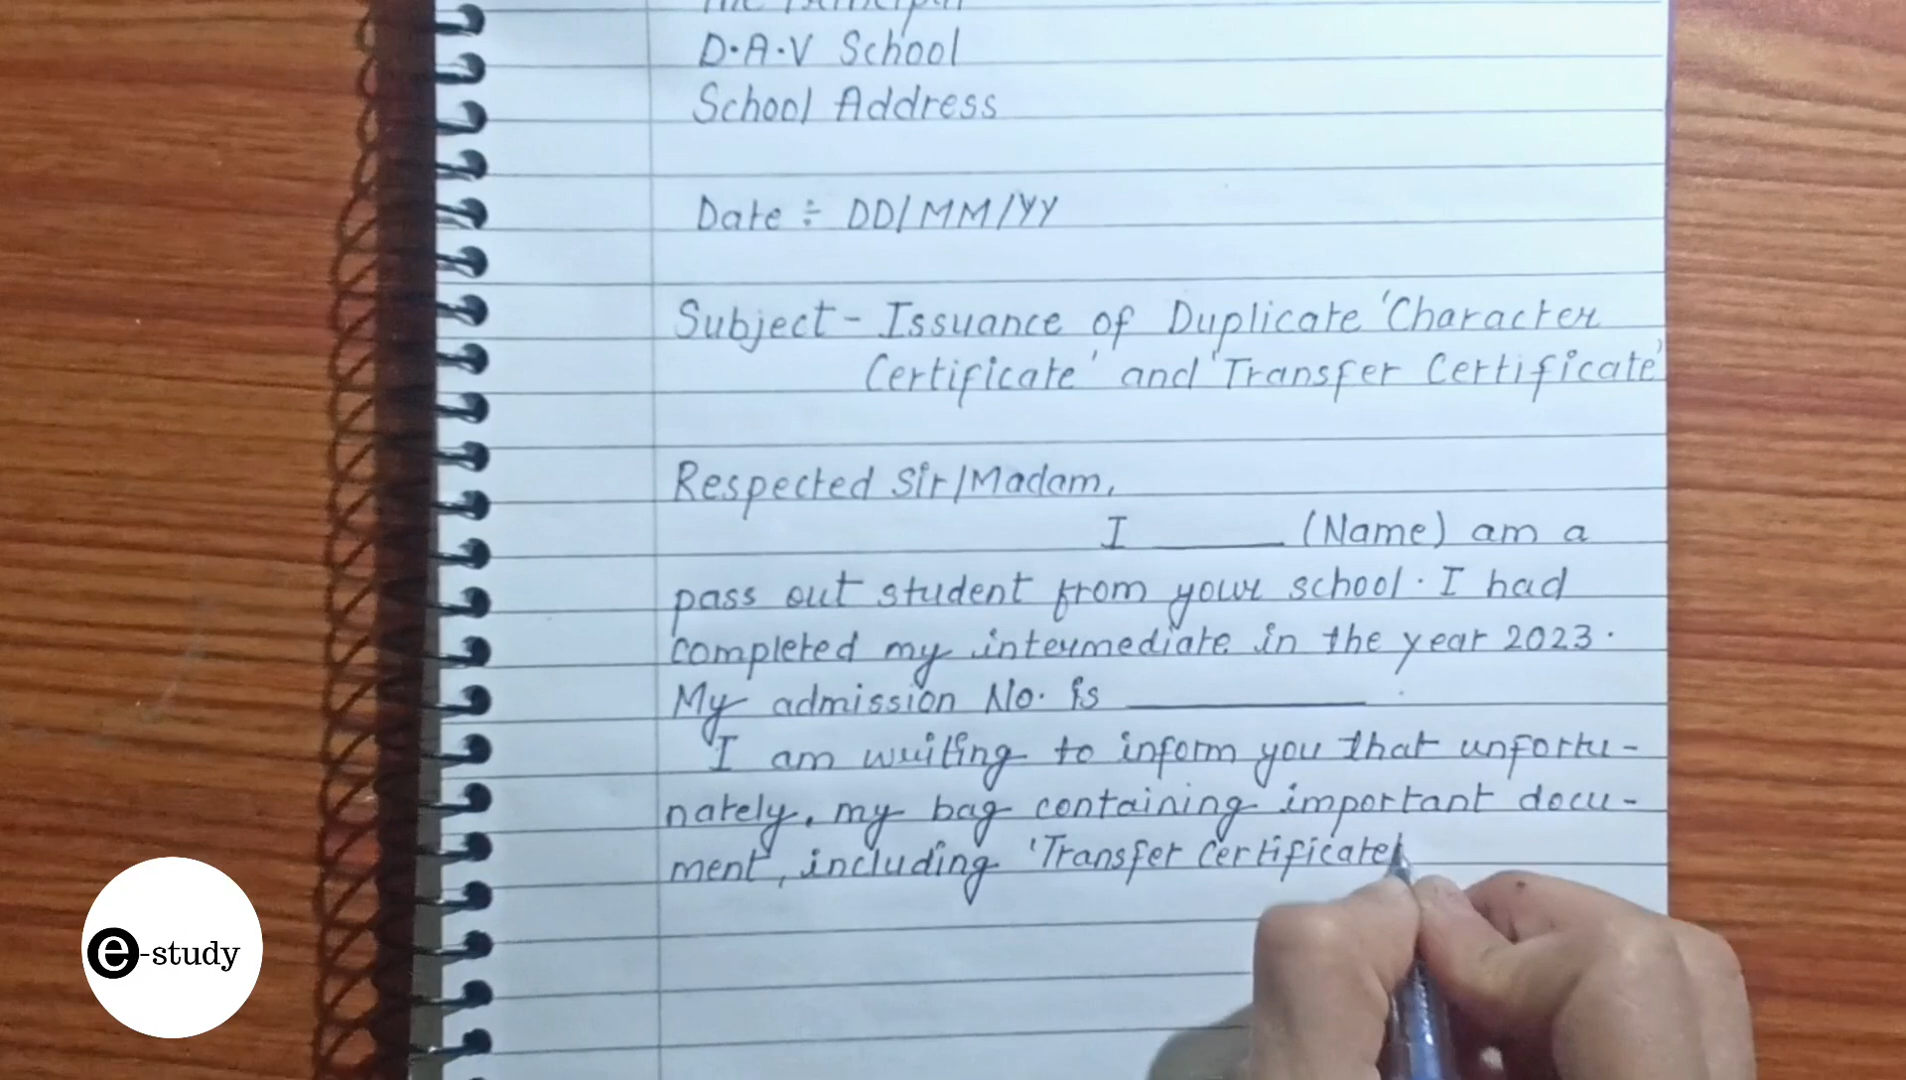 The Principal
D.A.V School
School Address
Date ÷ DD/MM/YY
Subject - Issuance of Duplicate 'Character
Certificate' and 'Transfer Certificate'
Respected Sir/Madam,
I ______ (Name) am a
pass out student from your school. I had
completed my intermediate in the year 2023.
My admission No. is __________
I am writing to inform you that unfortu-
nately, my bag containing important docu-
ment, including 'Transfer Certificate'
e-study